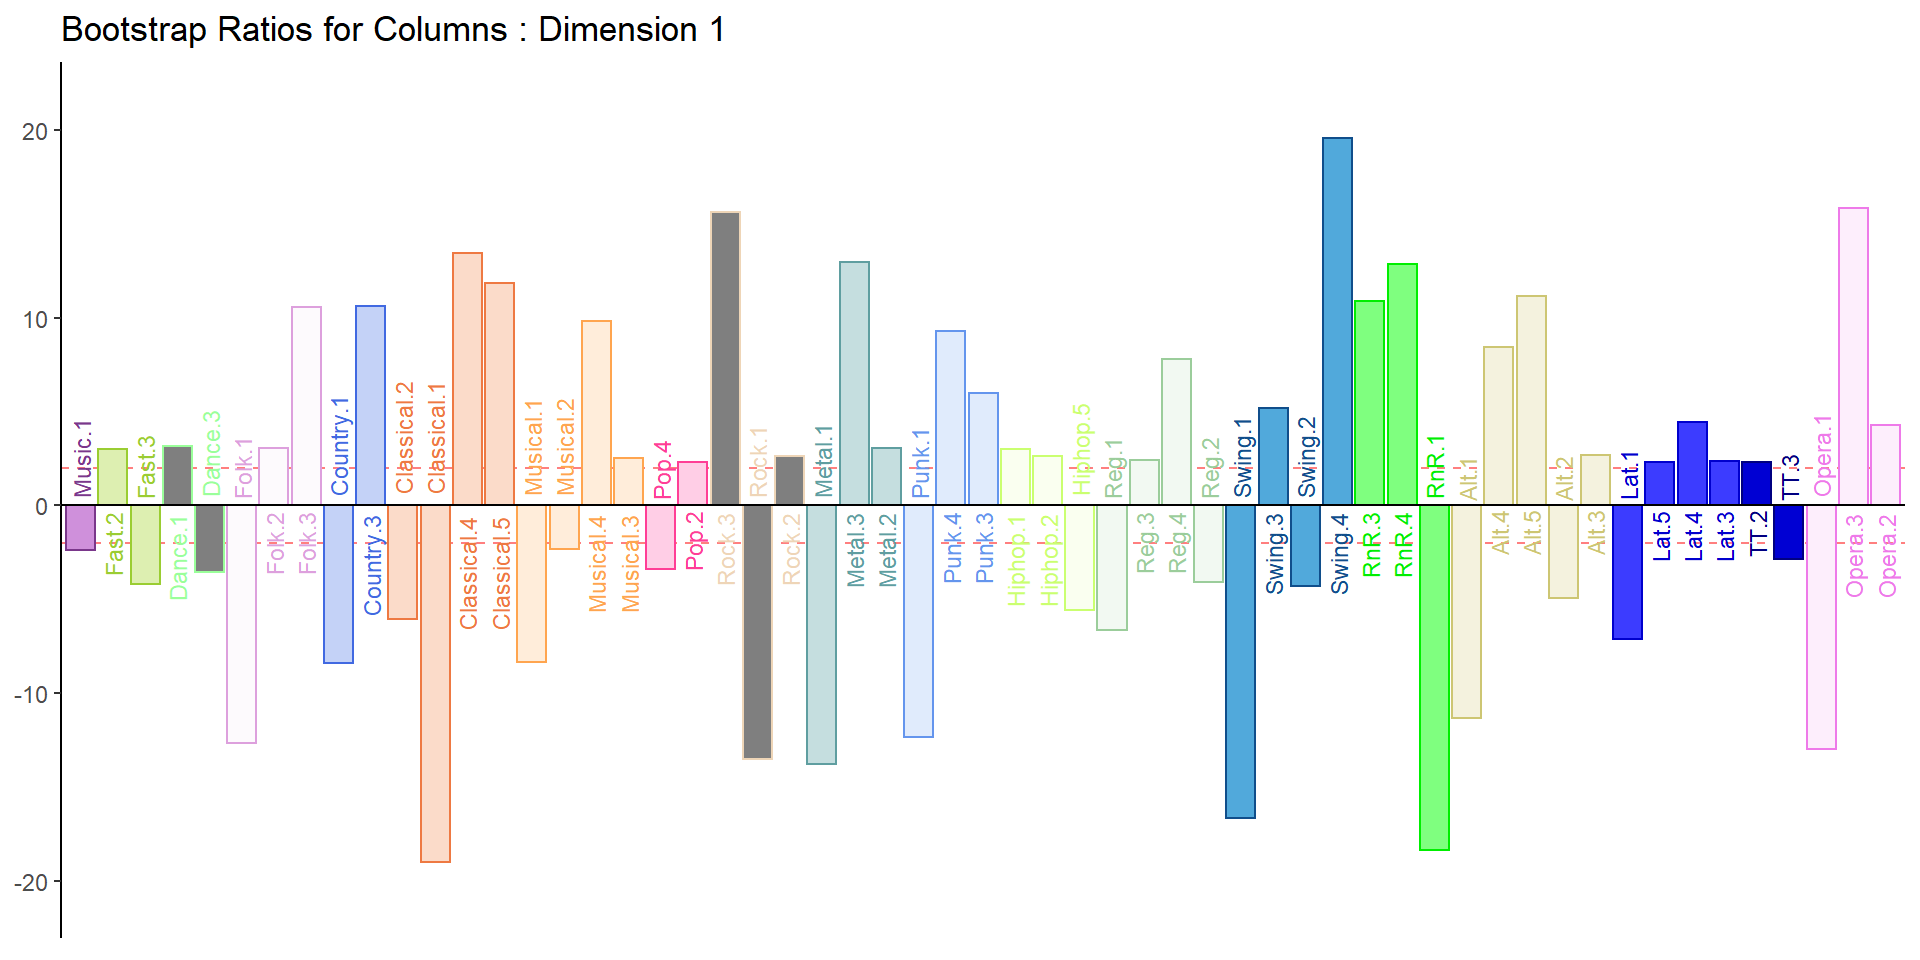 Bootstrap Ratios for Columns : Dimension 1
20
10
0
-10
-20
Music.1
Fast.2
Fast.3
Dance.1
Dance.3
Folk.1
Folk.2
Folk.3
Country.1
Country.3
Classical.2
Classical.1
Classical.4
Classical.5
Musical.1
Musical.2
Musical.4
Musical.3
Pop.4
Pop.2
Rock.3
Rock.1
Rock.2
Metal.1
Metal.3
Metal.2
Punk.1
Punk.4
Punk.3
Hiphop.1
Hiphop.2
Hiphop.5
Reg.1
Reg.3
Reg.4
Reg.2
Swing.1
Swing.3
Swing.2
Swing.4
RnR.3
RnR.4
RnR.1
Alt.1
Alt.4
Alt.5
Alt.2
Alt.3
Lat.1
Lat.5
Lat.4
Lat.3
TT.2
TT.3
Opera.1
Opera.3
Opera.2